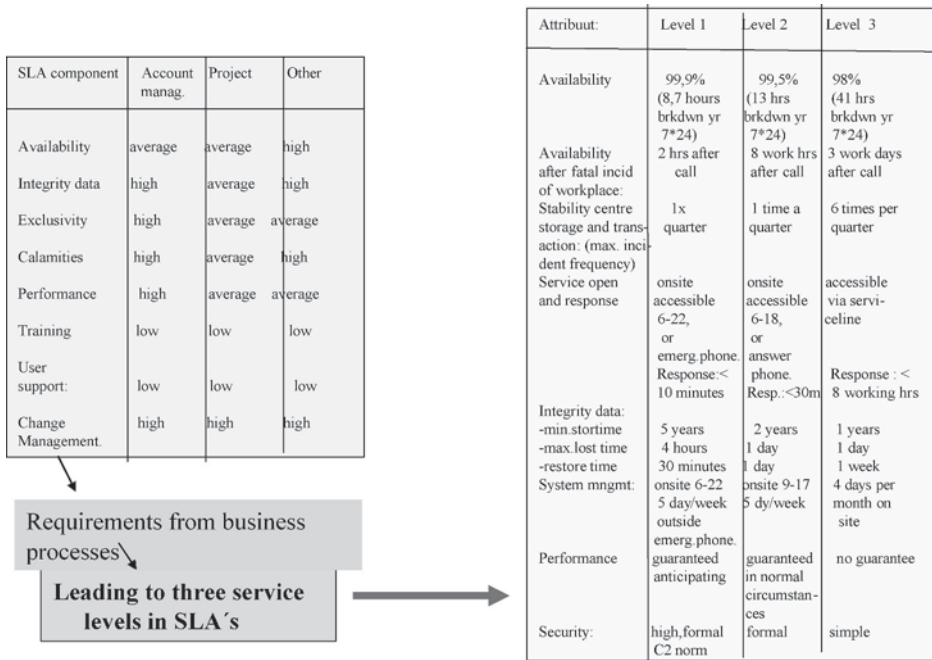 SLA component Account Project Other
manag.
Availability average average high
Integrity data high average high
Exclusivity high average average
Calamities high average high
Performance high average average
Training low low low
User
support: low low low
Change high high high
Management.
Requirements from business
processes
Leading to three service
levels in SLA´s
Attribuut: Level 1 Level 2 Level 3
Availability 99,9% 99,5% 98%
(8,7 hours (13 hrs (41 hrs
brkdwn yr brkdwn yr brkdwn yr
7*24) 7*24) 7*24)
Availability 2 hrs after 8 work hrs 3 work days
after fatal incid call after call after call
of workplace:
Stability centre 1x 1 time a 6 times per
storage and trans- quarter quarter quarter
action: (max. inci-
dent frequency)
Service open onsite onsite accessible
and response accessible accessible via servi-
6-22, 6-18, celine
or or
emerg.phone. answer
phone.
Response:< Response : <
10 minutes Resp.:<30m 8 working hrs
Integrity data:
-min.stortime 5 years 2 years 1 years
-max.lost time 4 hours 1 day 1 day
-restore time 30 minutes 1 day 1 week
System mngmt: onsite 6-22 onsite 9-17 4 days per
5 day/week 5 dy/week month on
outside site
emerg.phone.
Performance guaranteed guaranteed no guarantee
anticipating in normal
circumstan-
ces
Security: high,formal formal simple
C2 norm